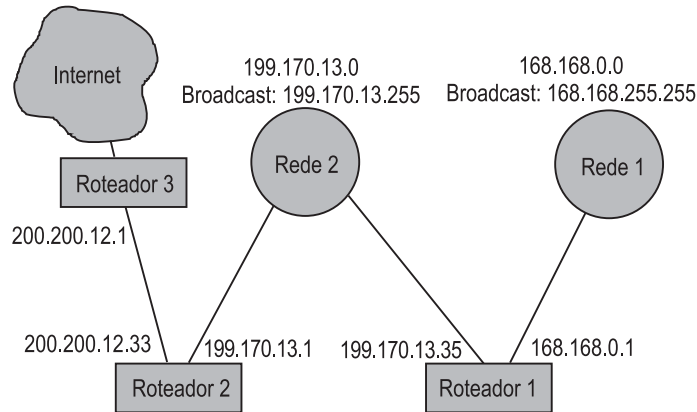 Internet
199.170.13.0
Broadcast: 199.170.13.255
168.168.0.0
Broadcast: 168.168.255.255
Roteador 3
Rede 2
Rede 1
200.200.12.1
200.200.12.33
199.170.13.1
199.170.13.35
168.168.0.1
Roteador 2
Roteador 1